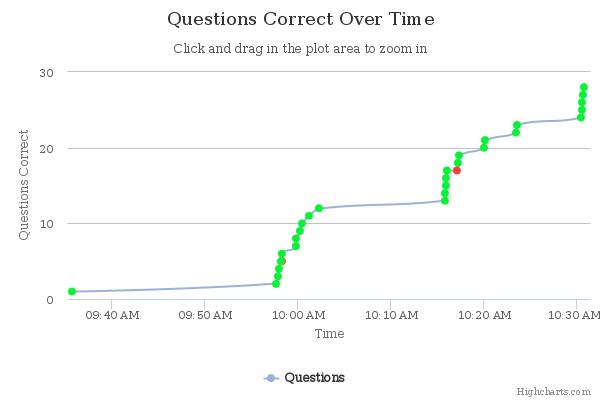 Questions Correct Over Time
Click and drag in the plot area to zoom in
Questions Correct
30
20
10
0
09:40 AM 09:50 AM 10:00 AM 10:10 AM 10:20 AM 10:30 AM
Time
Questions
Highcharts.com